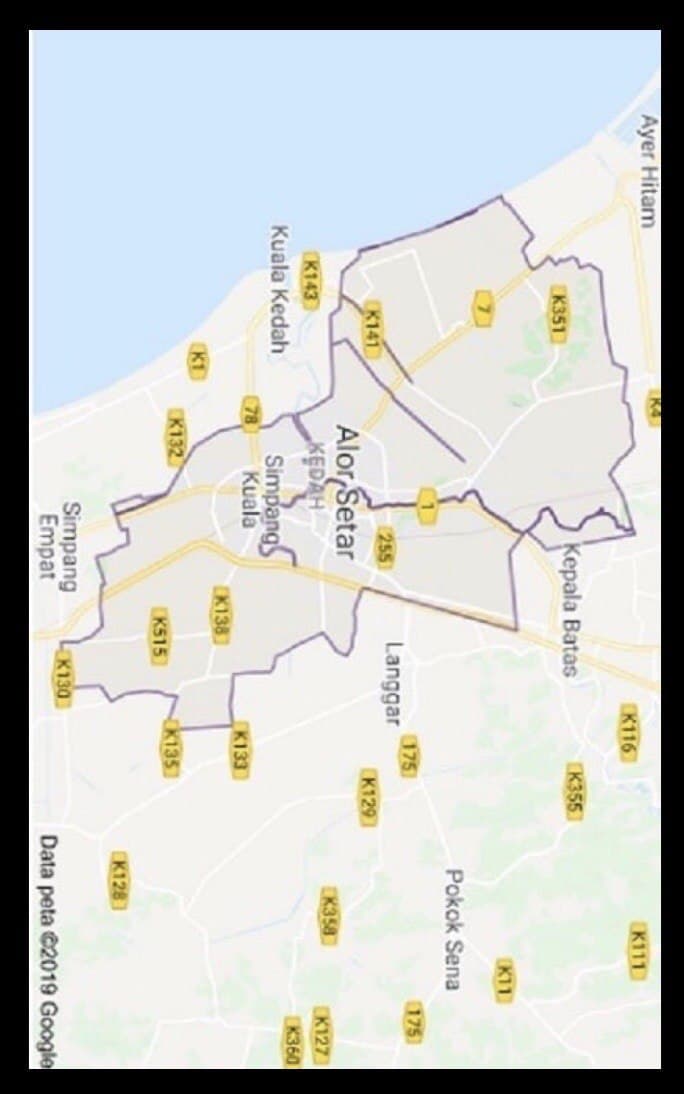 Ayer Hitam
K4
K116
K111
Kepala Batas
K355
K351
K11
7
Pokok Sena
1
175
175
Langgar
255
K141
K129
Alor Setar
KEDAH
K358
K127
K143
K360
Kuala Kedah
Simpang
Kuala
78
K133
K138
K1
K132
K515
K135
K128
Simpang
Empat
K130
Data peta ©2019 Google